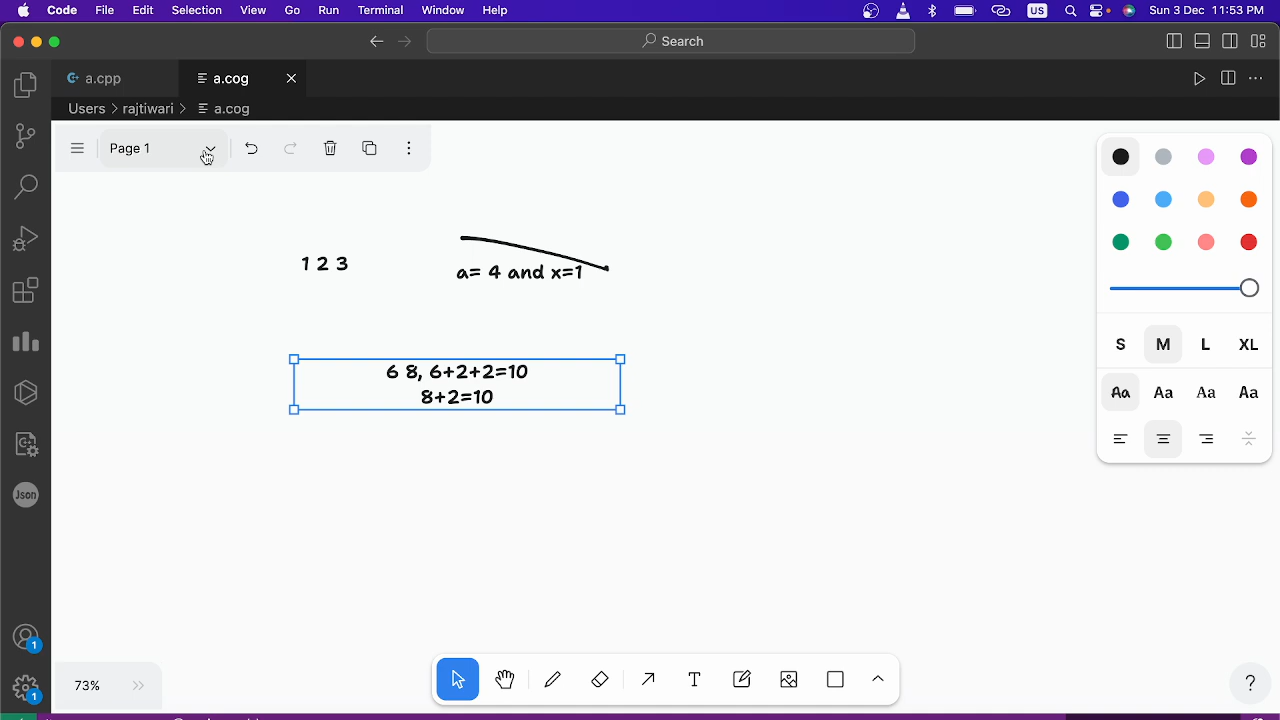 Code File Edit Selection View Go Run Terminal Window Help US Sun 3 Dec 11:53 PM
Search
a.cpp a.cog
Users > rajtiwari > a.cog
Page 1
1 2 3
a= 4 and x=1
6 8, 6+2+2=10
8+2=10
S M L XL
Aa Aa Aa Aa
Json
1
1
73%
T
?